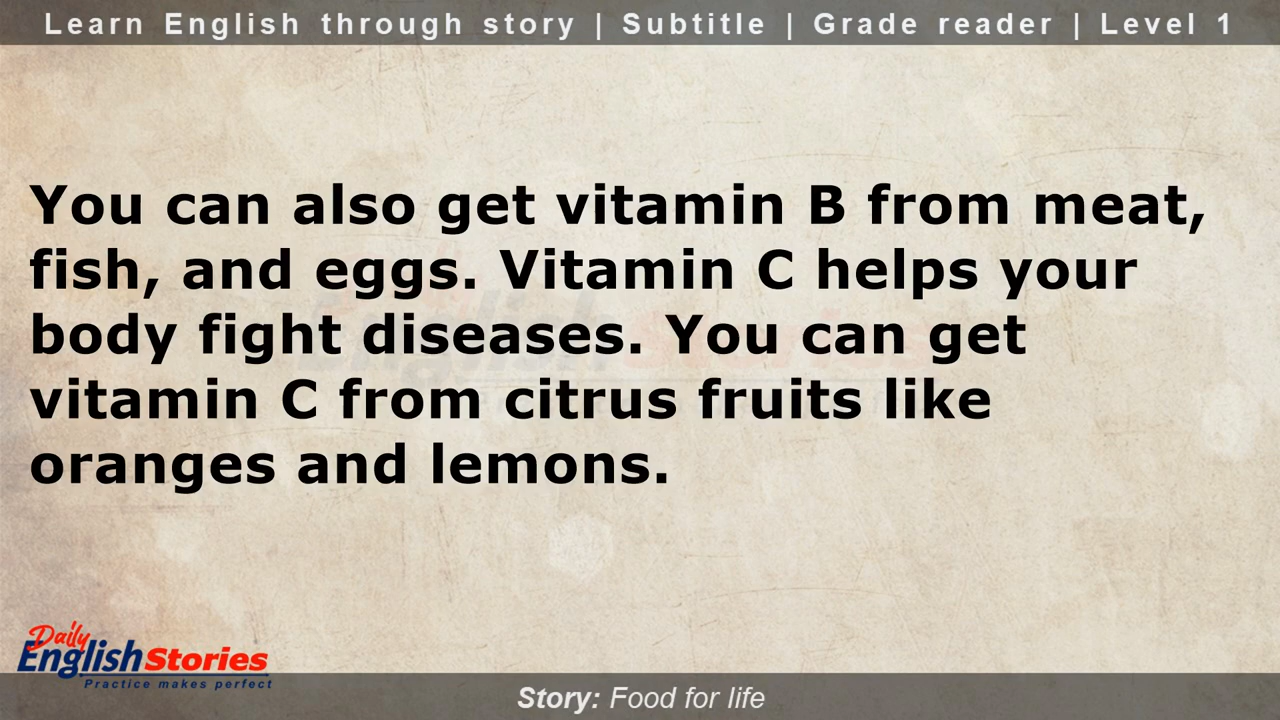 Learn English through story | Subtitle | Grade reader | Level 1
You can also get vitamin B from meat,
fish, and eggs. Vitamin C helps your
body fight diseases. You can get
vitamin C from citrus fruits like
oranges and lemons.
Daily
English Stories
Practice makes perfect
Story: Food for life